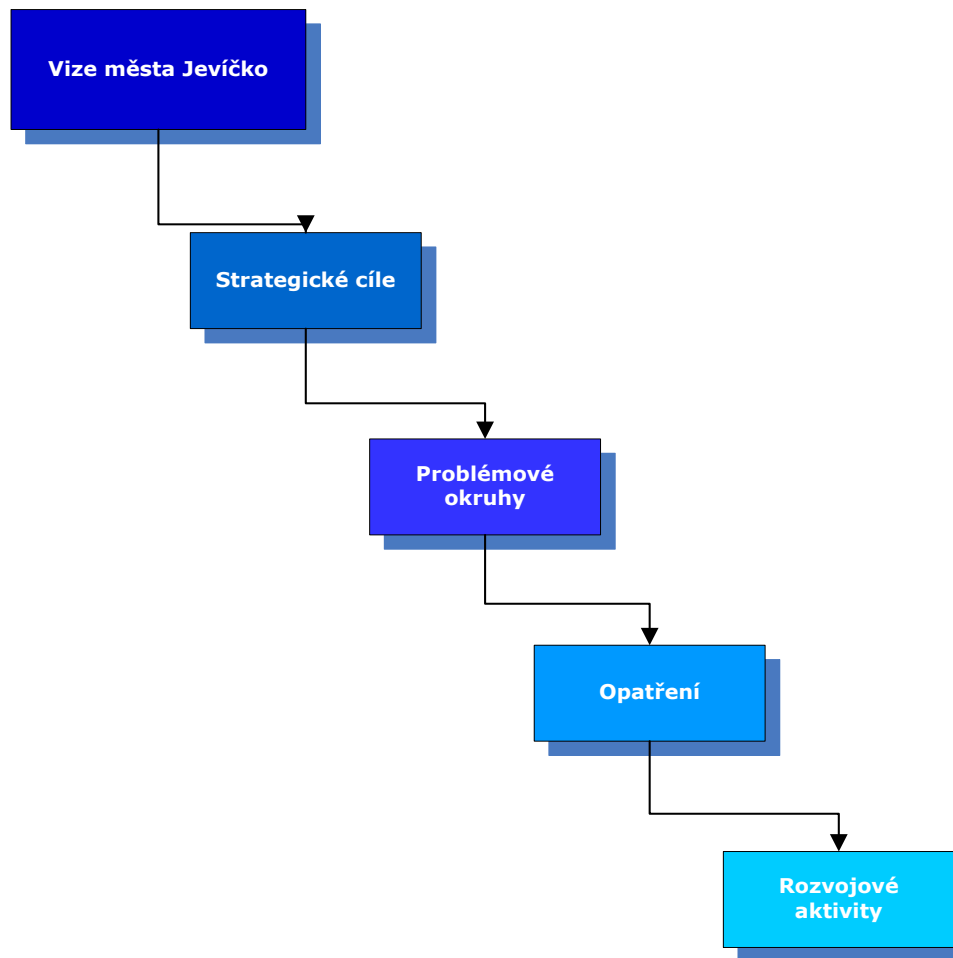 Vize města Jevíčko
Strategické cíle
Problémové
okruhy
Opatření
Rozvojové
aktivity